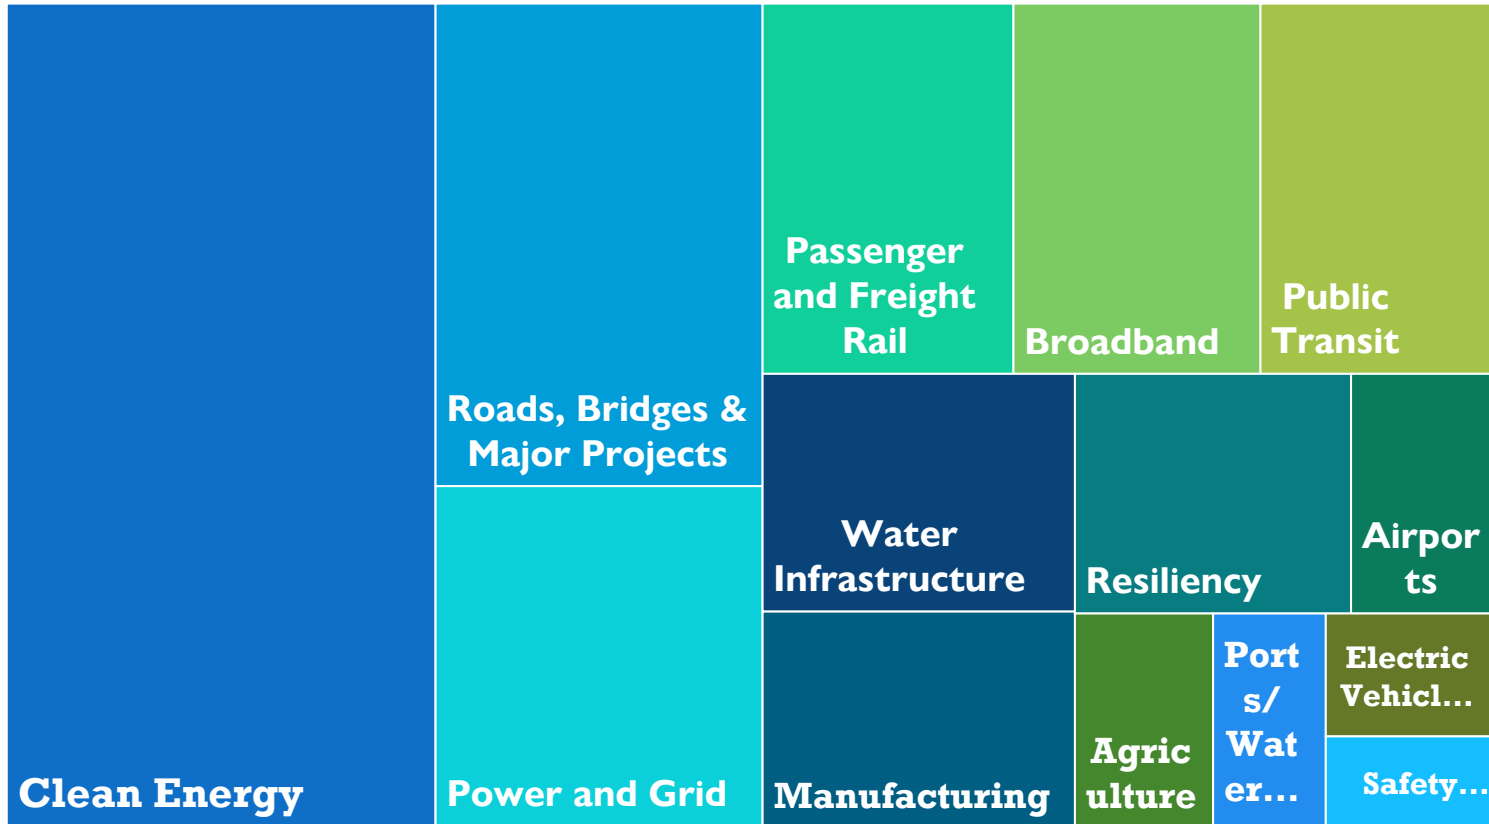 Clean Energy
Roads, Bridges &
Major Projects
Power and Grid
Passenger
and Freight
Rail
Broadband
Public
Transit
Water
Infrastructure
Resiliency
Airpor
ts
Manufacturing
Agric
ulture
Port
s/
Wat
er...
Electric
Vehicl...
Safety...